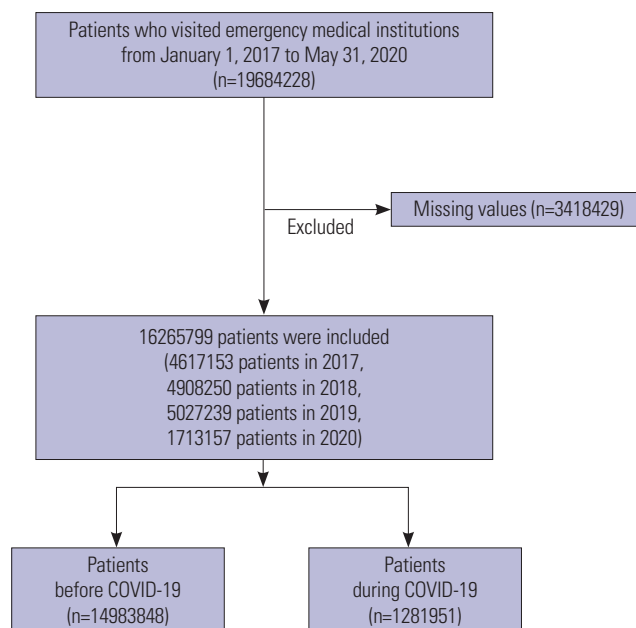 Patients who visited emergency medical institutions
from January 1, 2017 to May 31, 2020
(n=19684228)
Missing values (n=3418429)
Excluded
16265799 patients were included
(4617153 patients in 2017,
4908250 patients in 2018,
5027239 patients in 2019,
1713157 patients in 2020)
Patients
before COVID-19
(n=14983848)
Patients
during COVID-19
(n=1281951)